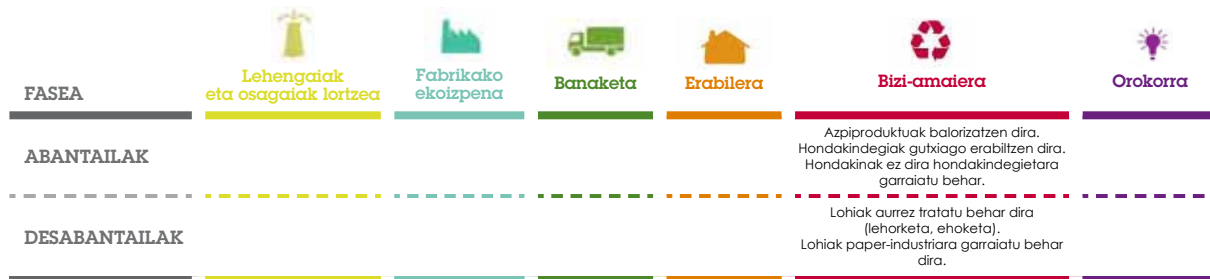 FASEA
Lehengaiak
eta osagaiak lortzea
Fabrikako
ekoizpena
Banaketa
Erabilera
Bizi-amaiera
Orokorra
ABANTAILAK
Azpiproduktuak balorizatzen dira.
Hondakindegiak gutxiago erabiltzen dira.
Hondakinak ez dira hondakindegietara
garraiatu behar.
DESABANTAILAK
Lohiak aurrez tratatu behar dira
(lehorketa, ehoketa).
Lohiak paper-industriara garraiatu behar
dira.